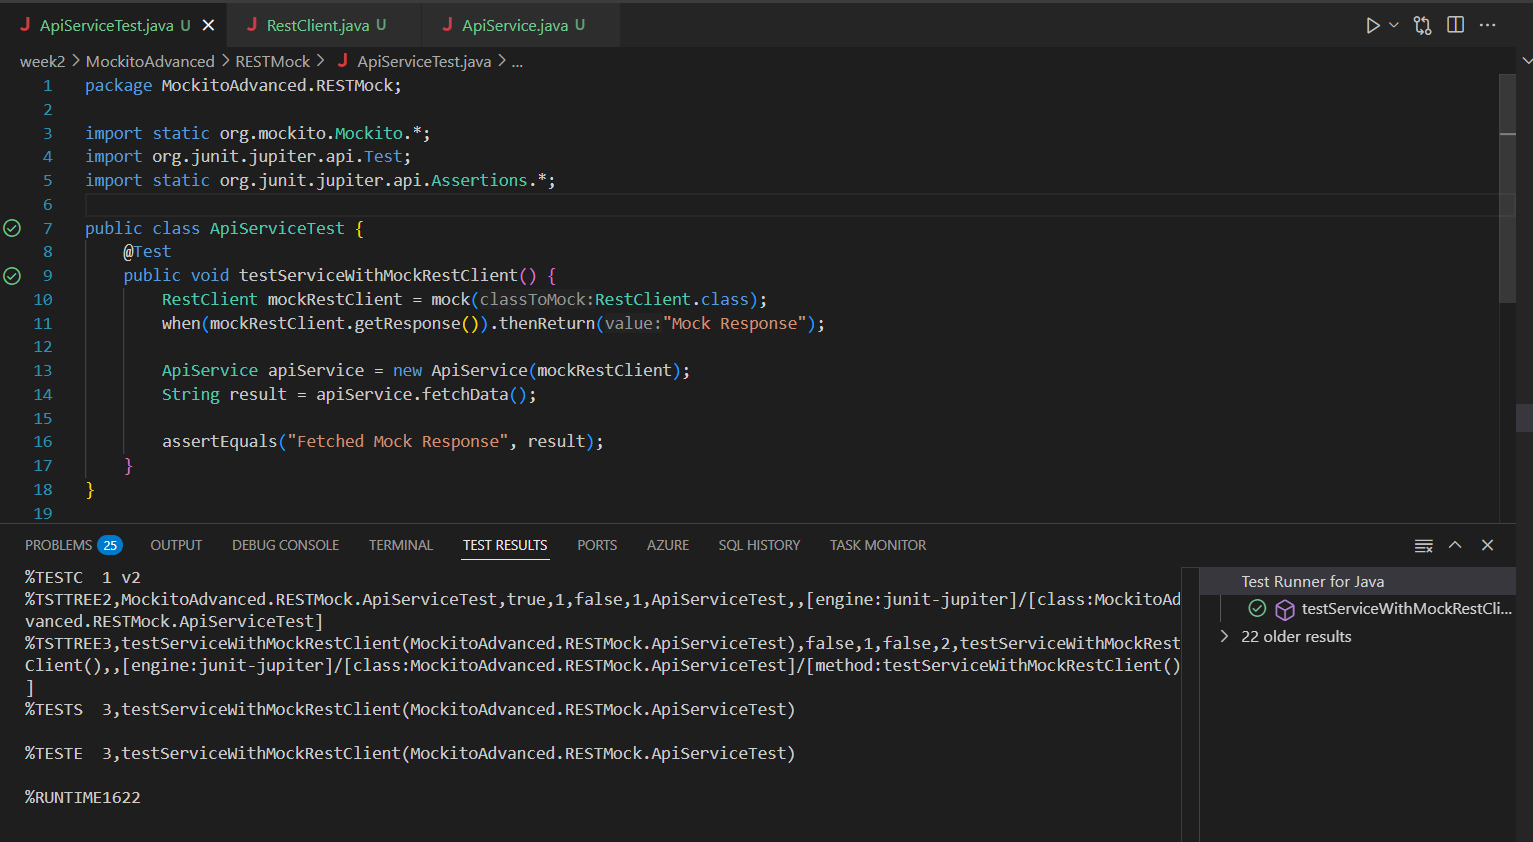 J ApiServiceTest.java U × J RestClient.java U J ApiService.java U
week2 > MockitoAdvanced > RESTMock > J ApiServiceTest.java > ...
1 package MockitoAdvanced.RESTMock;
2
3 import static org.mockito.Mockito.*;
4 import org.junit.jupiter.api.Test;
5 import static org.junit.jupiter.api.Assertions.*;
6
7 public class ApiServiceTest {
8 @Test
9 public void testServiceWithMockRestClient() {
10 RestClient mockRestClient = mock(classToMock:RestClient.class);
11 when(mockRestClient.getResponse()).thenReturn(value:"Mock Response");
12
13 ApiService apiService = new ApiService(mockRestClient);
14 String result = apiService.fetchData();
15
16 assertEquals("Fetched Mock Response", result);
17 }
18 }
19
PROBLEMS 25 OUTPUT DEBUG CONSOLE TERMINAL TEST RESULTS PORTS AZURE SQL HISTORY TASK MONITOR
%TESTC 1 v2
%TSTTREE2,MockitoAdvanced.RESTMock.ApiServiceTest,true,1,false,1,ApiServiceTest,,[engine:junit-jupiter]/[class:MockitoAd
vanced.RESTMock.ApiServiceTest]
%TSTTREE3,testServiceWithMockRestClient(MockitoAdvanced.RESTMock.ApiServiceTest),false,1,false,2,testServiceWithMockRest
Client(),,[engine:junit-jupiter]/[class:MockitoAdvanced.RESTMock.ApiServiceTest]/[method:testServiceWithMockRestClient()
]
%TESTS 3,testServiceWithMockRestClient(MockitoAdvanced.RESTMock.ApiServiceTest)
%TESTE 3,testServiceWithMockRestClient(MockitoAdvanced.RESTMock.ApiServiceTest)
%RUNTIME1622
Test Runner for Java
testServiceWithMockRestCli...
22 older results